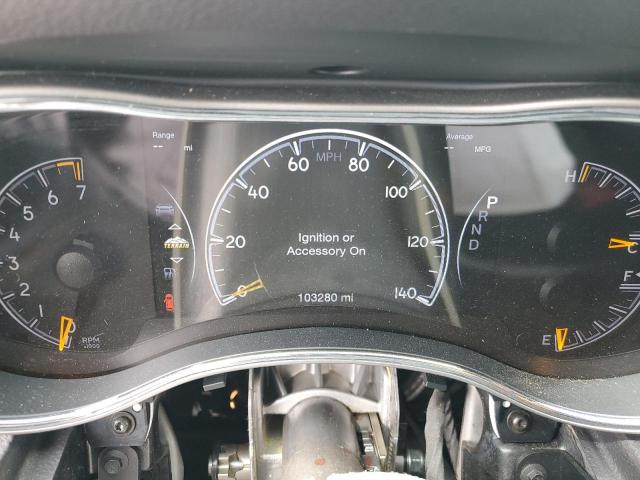 Range
-- mi
Average
-- MPG
MPH
0 20 40 60 80 100 120 140
Ignition or
Accessory On
103280 mi
0 1 2 3 4 5 6 7
RPM
x1000
TERRAIN
P
R
N
D
H
C
F
E